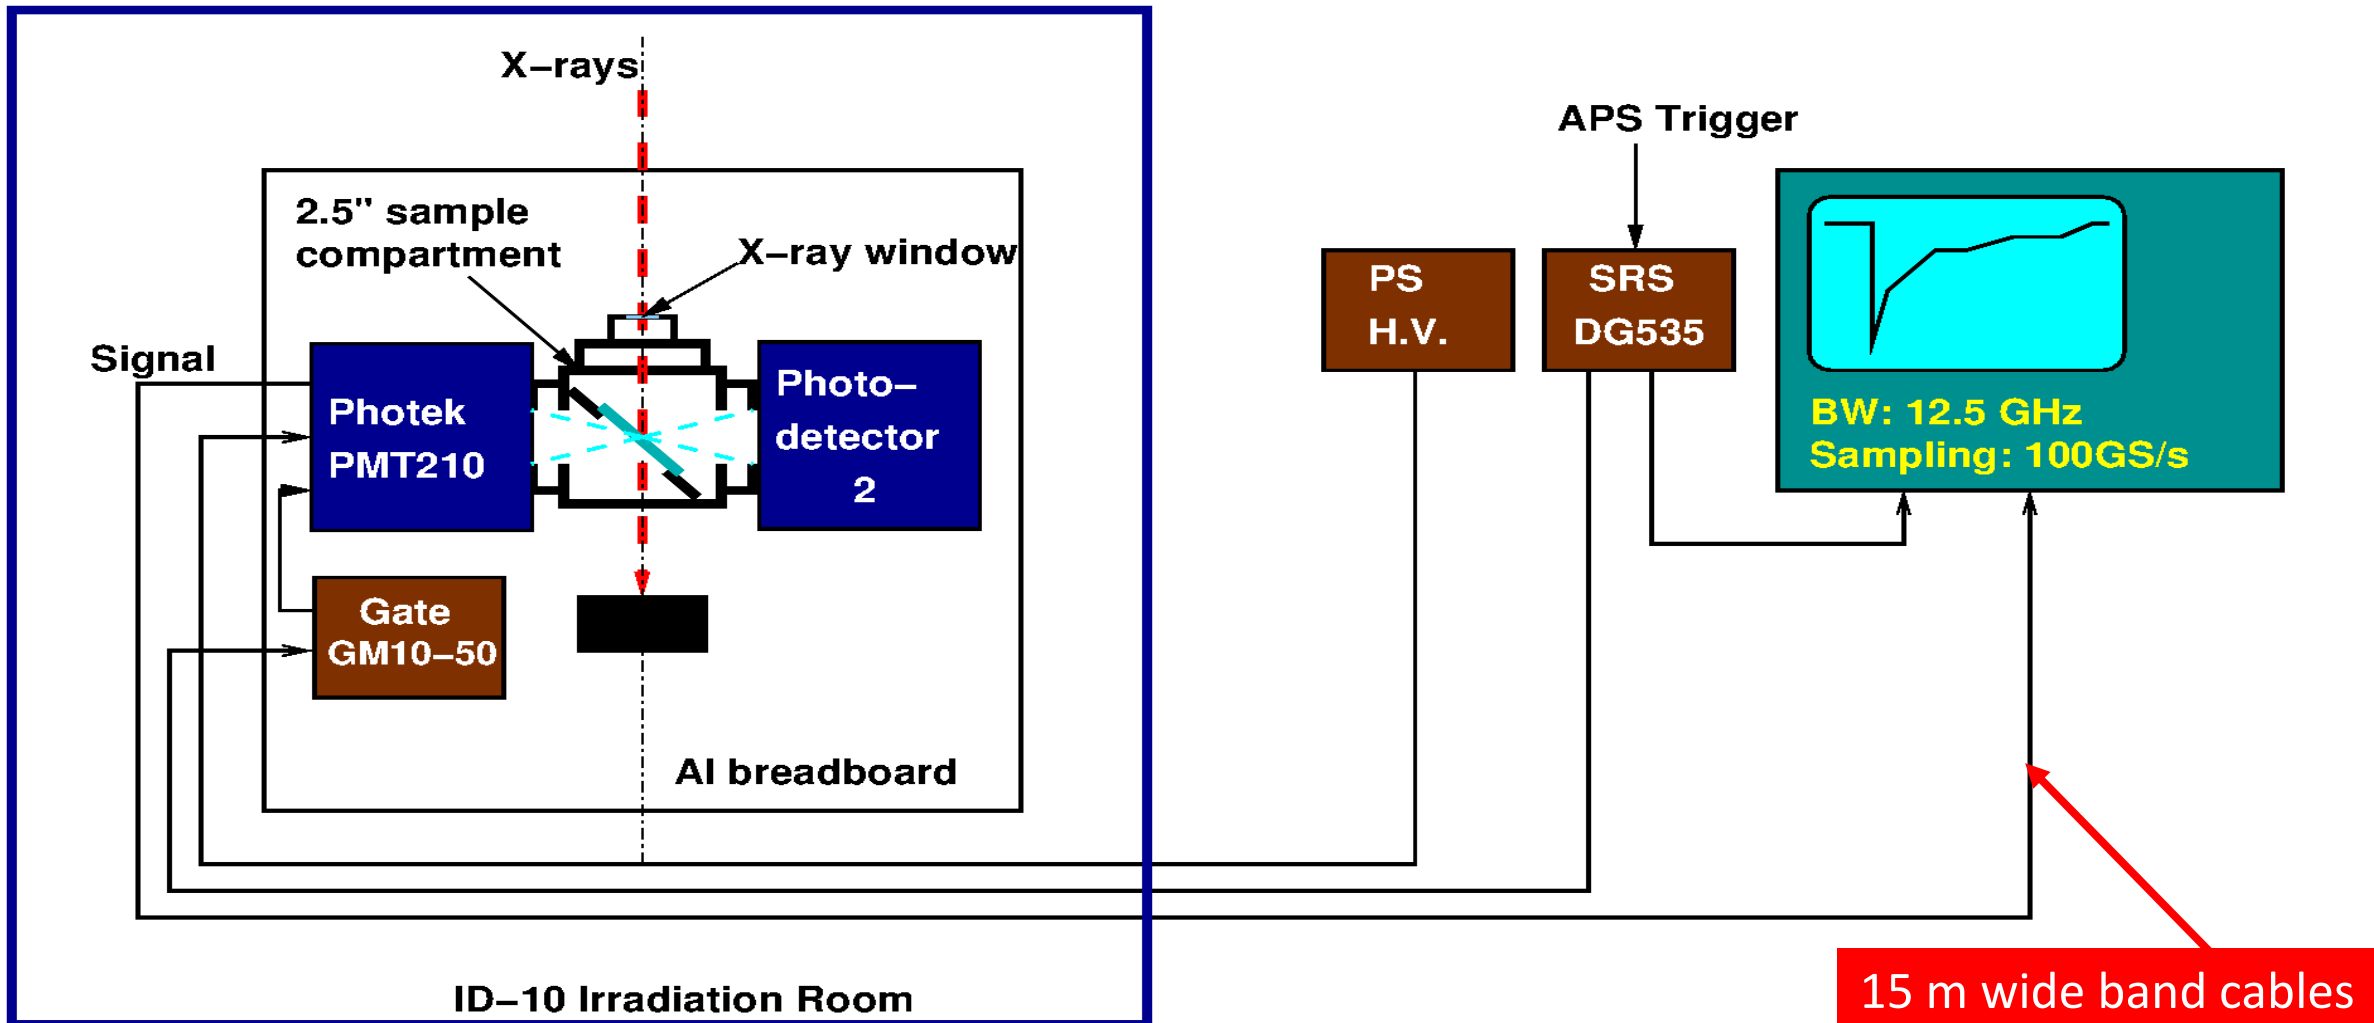 X-rays
APS Trigger
2.5" sample
compartment
X-ray window
PS
H.V.
SRS
DG535
Signal
Photek
PMT210
Photo-
detector
2
BW: 12.5 GHz
Sampling: 100GS/s
Gate
GM10-50
Al breadboard
ID-10 Irradiation Room
15 m wide band cables